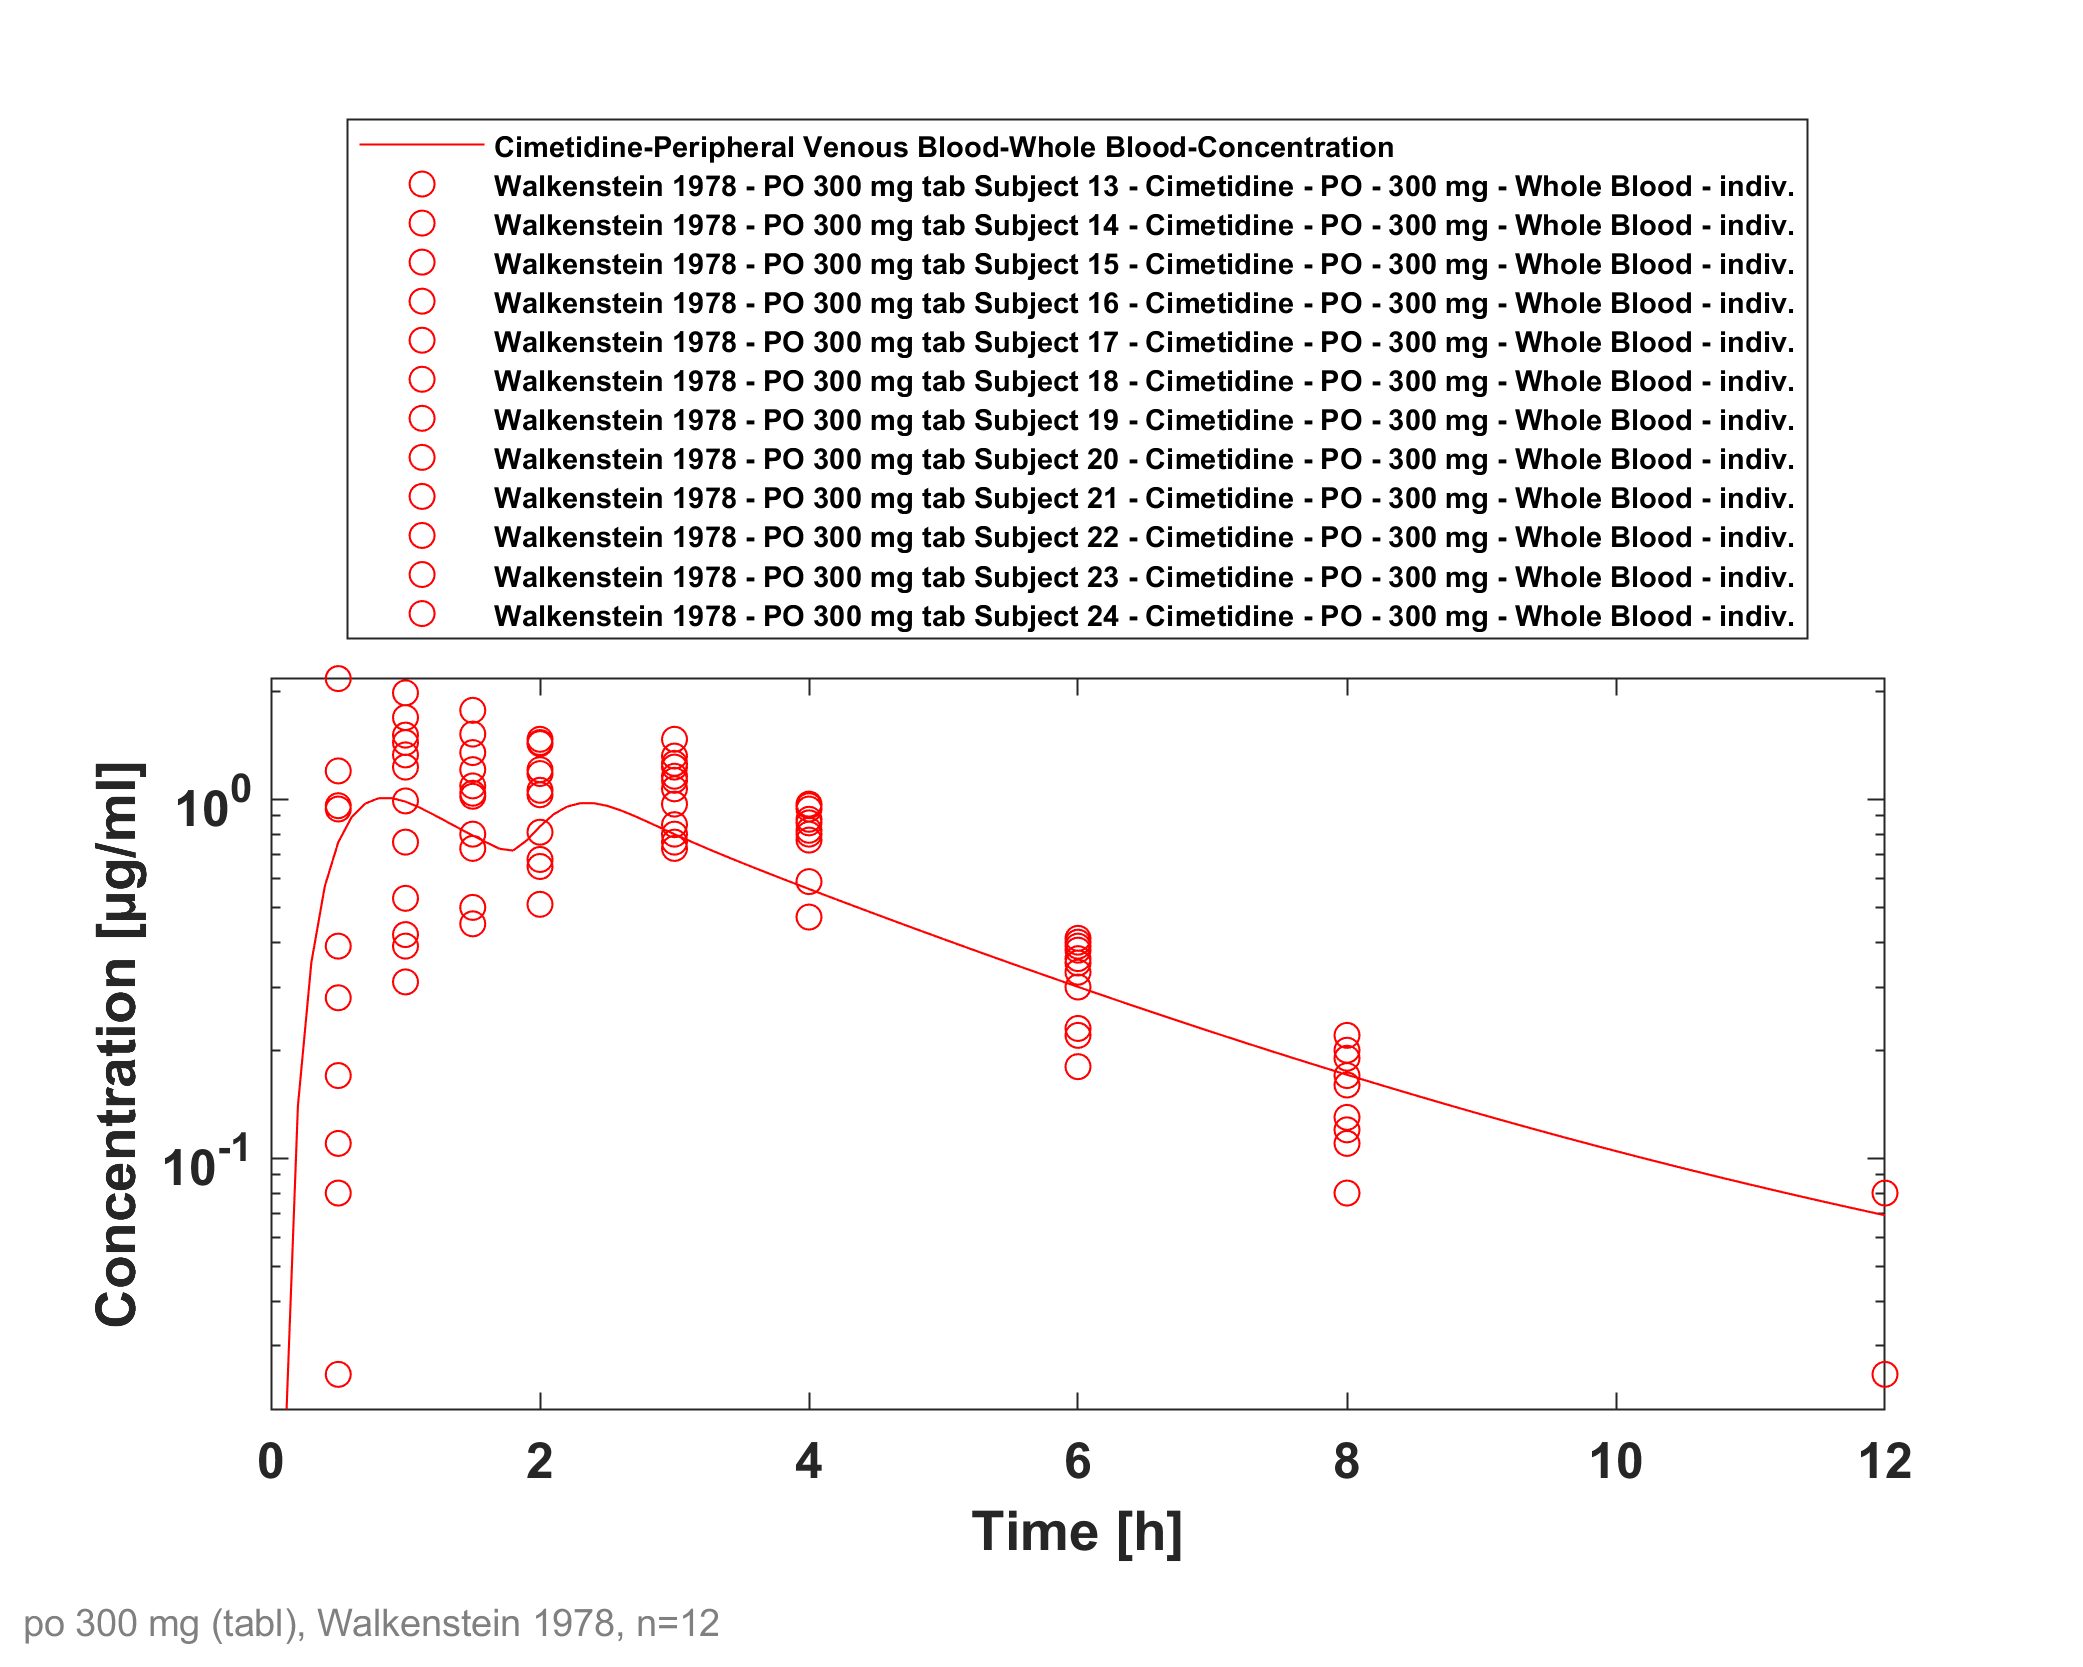 Cimetidine-Peripheral Venous Blood-Whole Blood-Concentration
Walkenstein 1978 - PO 300 mg tab Subject 13 - Cimetidine - PO - 300 mg - Whole Blood - indiv.
Walkenstein 1978 - PO 300 mg tab Subject 14 - Cimetidine - PO - 300 mg - Whole Blood - indiv.
Walkenstein 1978 - PO 300 mg tab Subject 15 - Cimetidine - PO - 300 mg - Whole Blood - indiv.
Walkenstein 1978 - PO 300 mg tab Subject 16 - Cimetidine - PO - 300 mg - Whole Blood - indiv.
Walkenstein 1978 - PO 300 mg tab Subject 17 - Cimetidine - PO - 300 mg - Whole Blood - indiv.
Walkenstein 1978 - PO 300 mg tab Subject 18 - Cimetidine - PO - 300 mg - Whole Blood - indiv.
Walkenstein 1978 - PO 300 mg tab Subject 19 - Cimetidine - PO - 300 mg - Whole Blood - indiv.
Walkenstein 1978 - PO 300 mg tab Subject 20 - Cimetidine - PO - 300 mg - Whole Blood - indiv.
Walkenstein 1978 - PO 300 mg tab Subject 21 - Cimetidine - PO - 300 mg - Whole Blood - indiv.
Walkenstein 1978 - PO 300 mg tab Subject 22 - Cimetidine - PO - 300 mg - Whole Blood - indiv.
Walkenstein 1978 - PO 300 mg tab Subject 23 - Cimetidine - PO - 300 mg - Whole Blood - indiv.
Walkenstein 1978 - PO 300 mg tab Subject 24 - Cimetidine - PO - 300 mg - Whole Blood - indiv.
Concentration [µg/ml]
10^0
10^-1
0 2 4 6 8 10 12
Time [h]
po 300 mg (tabl), Walkenstein 1978, n=12